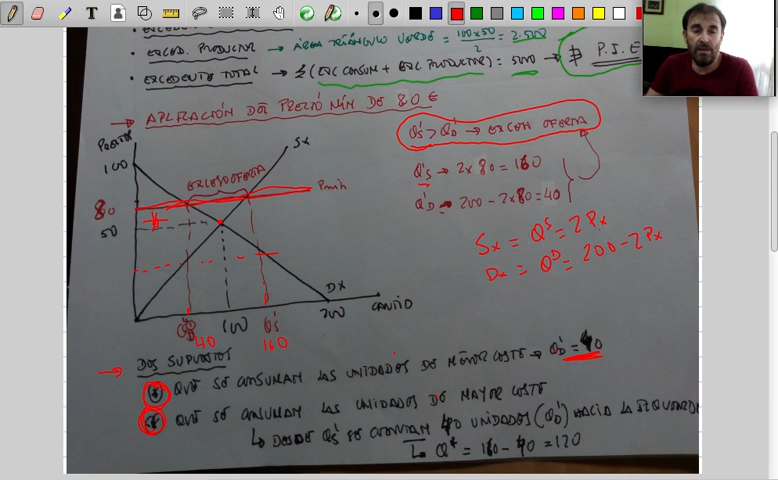 • EXCED. PRODUCTOR → ÁREA TRIÁNGULO VERDE = 100x50 / 2 = 2.500
• EXCEDENTE TOTAL → Σ(EXC CONSUM + EXC PRODUCTOR) = 5000 → P.S.E
→ APLICACIÓN DEL PRECIO MÍN DE 80 €
Q'S > Q'D → EXCESO OFERTA
Q'S → 2x80 = 160
Q'D → 200 - 2x80 = 40
Sx = QS = 2Px
Dx = QD = 200 - 2Px
PRECIOS
100
80
50
EXCESO OFERTA
Sx
Pmin
Dx
Q'D
100
Q'S
200
CANTID
40
160
→ DOS SUPUESTOS
QUE SE CONSUMAN LAS UNIDADES DE MENOR COSTE → Q'D = 40
QUE SE CONSUMAN LAS UNIDADES DE MAYOR COSTE
↳ DESDE Q'S SE CUENTAN 40 UNIDADES (Q'D) HACIA LA IZQUIERDA
↳ Q* = 160 - 40 = 120